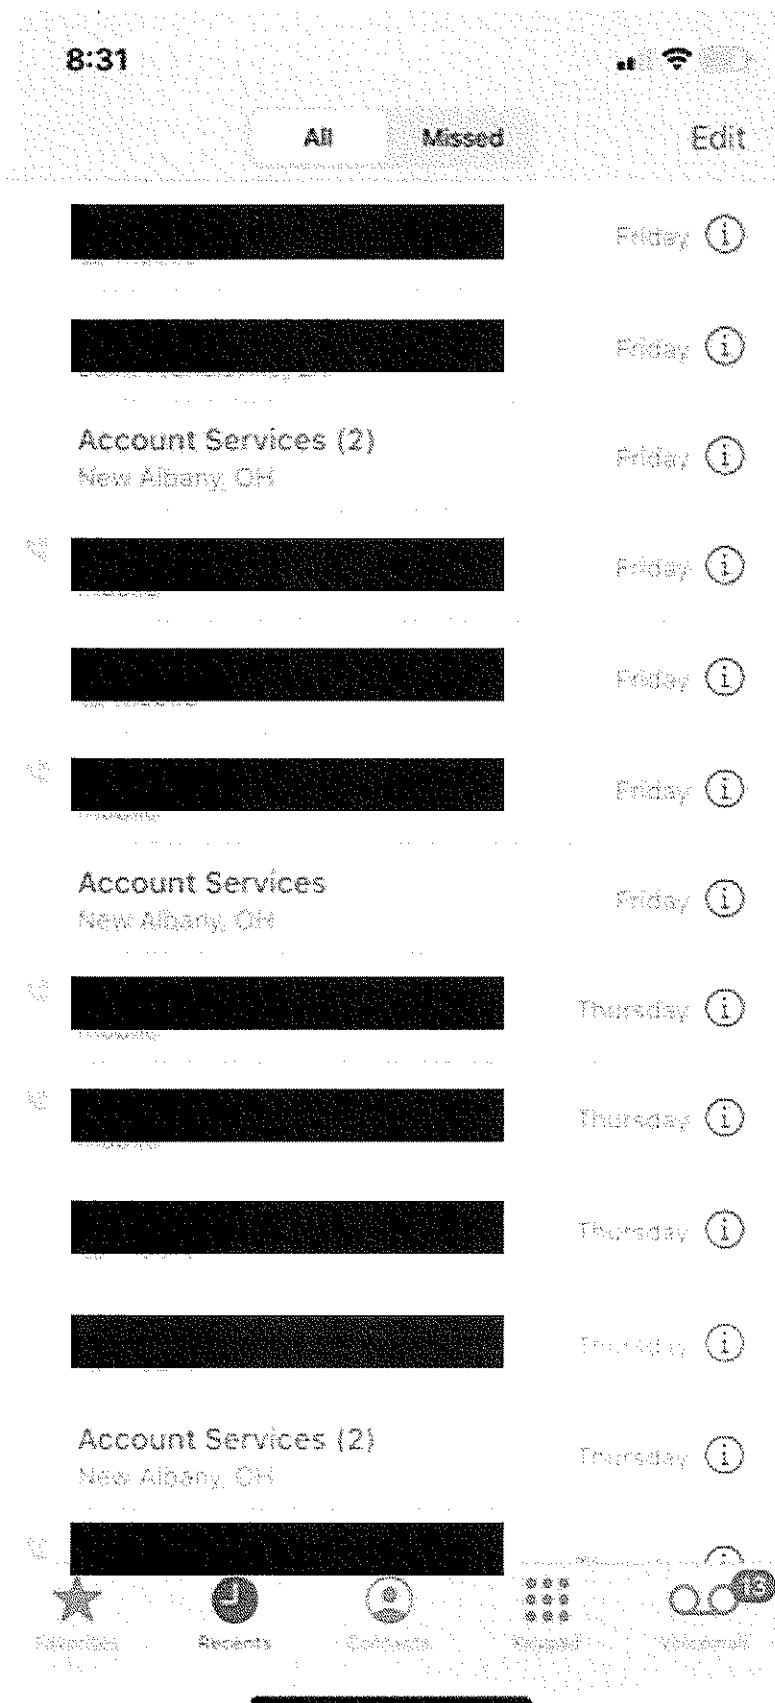 8:31
All Missed Edit
Friday
Friday
Account Services (2)
New Albany, OH
Friday
Friday
Friday
Friday
Account Services
New Albany, OH
Friday
Thursday
Thursday
Thursday
Thursday
Account Services (2)
New Albany, OH
Thursday
13
Favorites Recents Contacts Keypad Voicemail